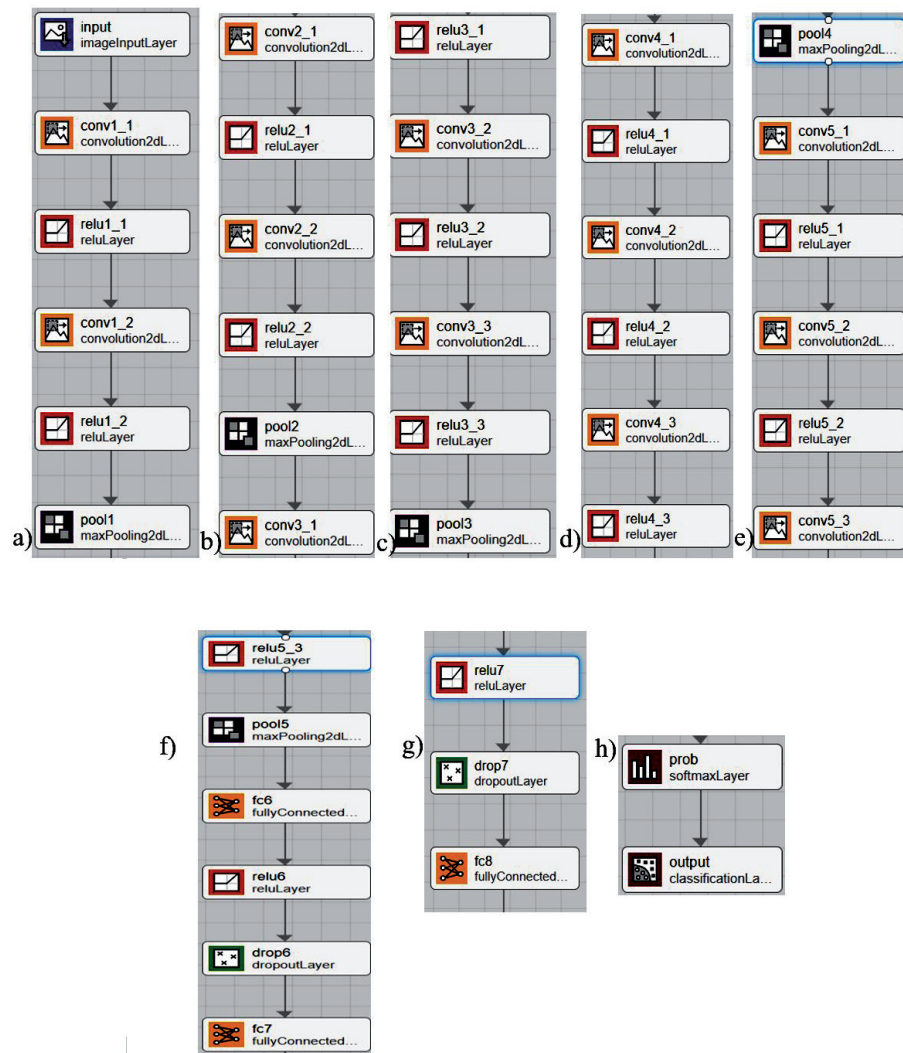 input
imageInputLayer
conv1_1
convolution2dL...
relu1_1
reluLayer
conv1_2
convolution2dL...
relu1_2
reluLayer
pool1
maxPooling2dL...
a)
conv2_1
convolution2dL...
relu2_1
reluLayer
conv2_2
convolution2dL...
relu2_2
reluLayer
pool2
maxPooling2dL...
conv3_1
convolution2dL...
b)
relu3_1
reluLayer
conv3_2
convolution2dL...
relu3_2
reluLayer
conv3_3
convolution2dL...
relu3_3
reluLayer
pool3
maxPooling2dL...
c)
conv4_1
convolution2dL...
relu4_1
reluLayer
conv4_2
convolution2dL...
relu4_2
reluLayer
conv4_3
convolution2dL...
relu4_3
reluLayer
d)
pool4
maxPooling2dL...
conv5_1
convolution2dL...
relu5_1
reluLayer
conv5_2
convolution2dL...
relu5_2
reluLayer
conv5_3
convolution2dL...
e)
relu5_3
reluLayer
pool5
maxPooling2dL...
f)
fc6
fullyConnected...
relu6
reluLayer
drop6
dropoutLayer
fc7
fullyConnected...
relu7
reluLayer
g)
drop7
dropoutLayer
fc8
fullyConnected...
h)
prob
softmaxLayer
output
classificationLa...